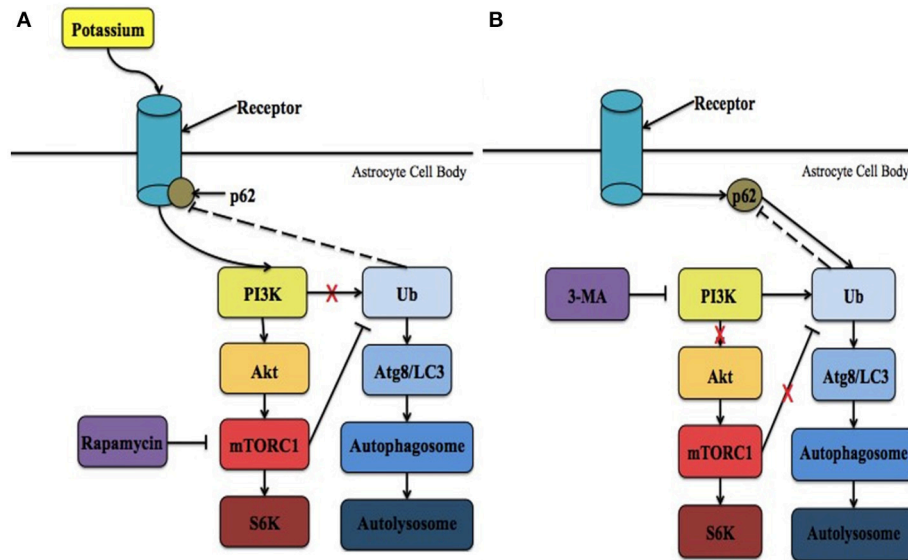 A
Potassium
Receptor
Astrocyte Cell Body
p62
PI3K
Ub
Akt
Atg8/LC3
Rapamycin
mTORC1
Autophagosome
S6K
Autolysosome
B
Receptor
Astrocyte Cell Body
p62
3-MA
PI3K
Ub
Akt
Atg8/LC3
mTORC1
Autophagosome
S6K
Autolysosome